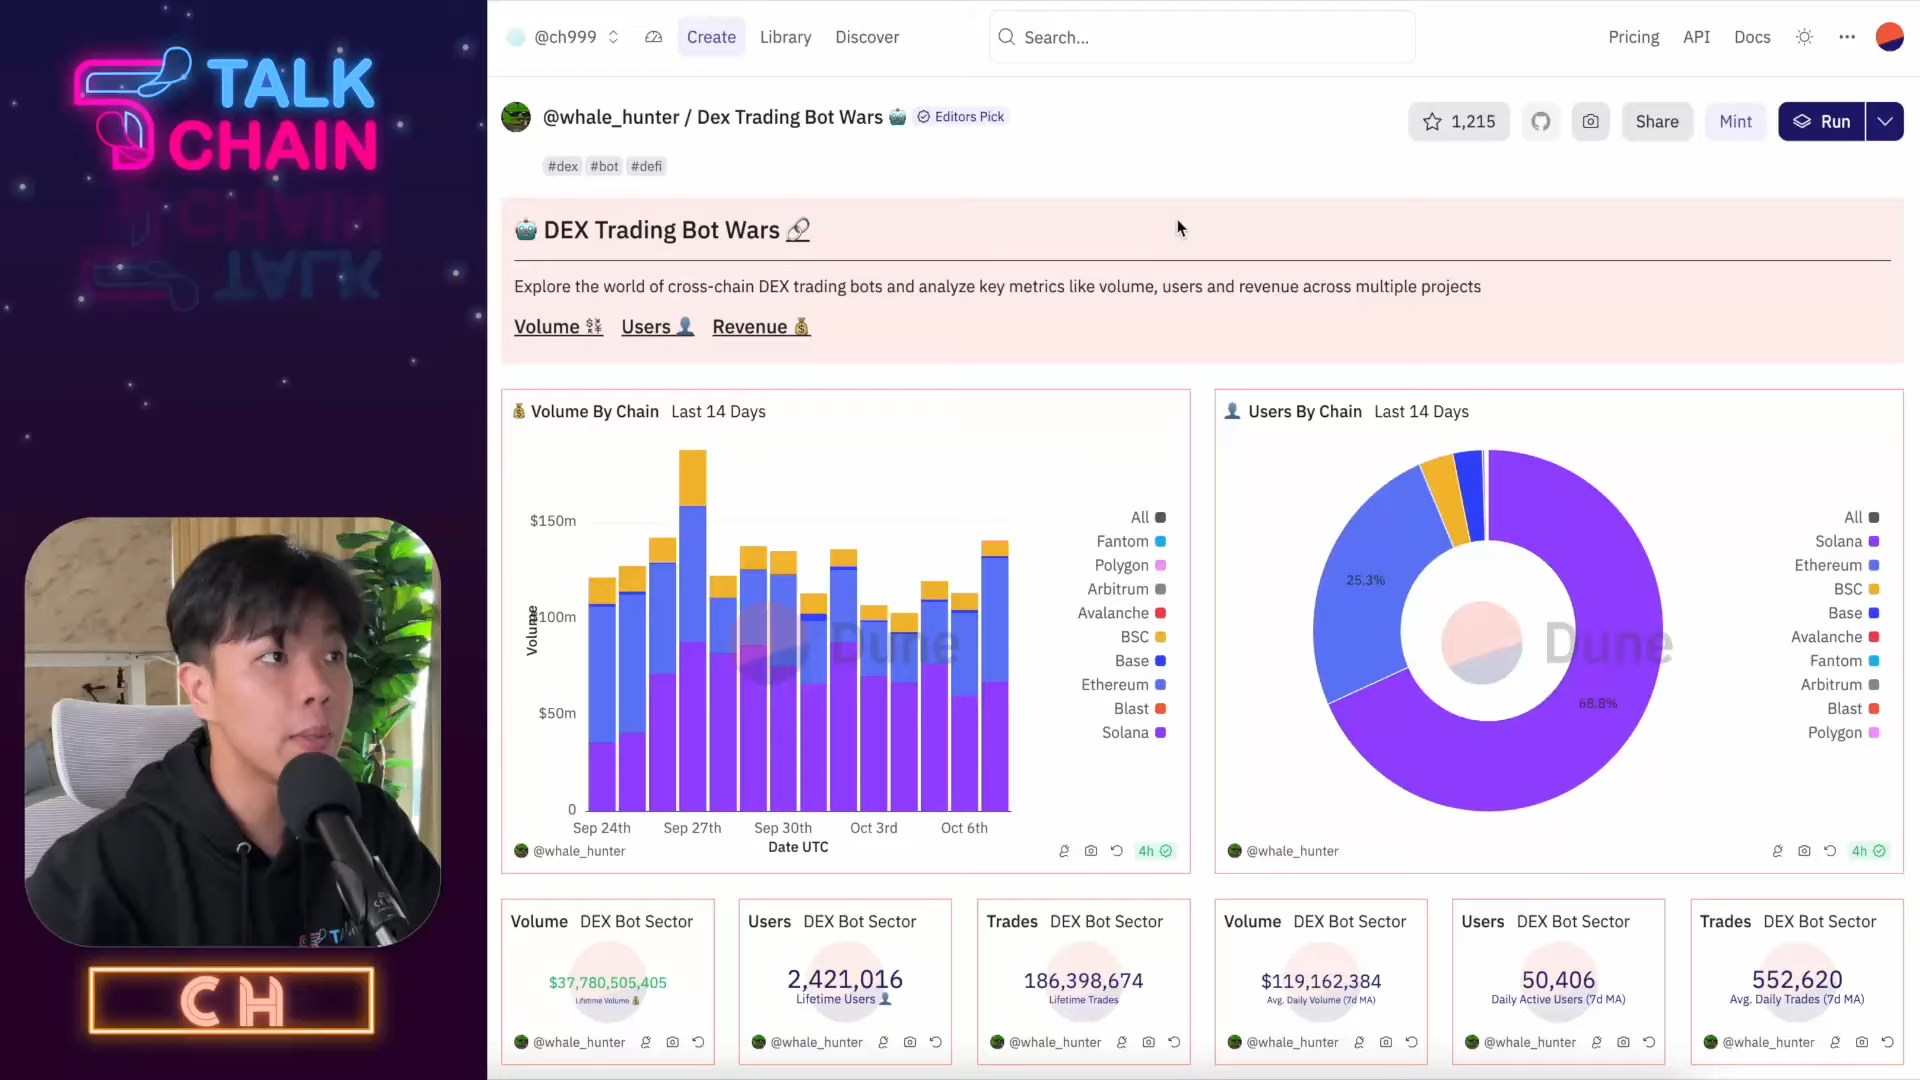 TALK
CHAIN
CH
@ch999
Create
Library
Discover
Search...
Pricing
API
Docs
@whale_hunter / Dex Trading Bot Wars 🤖
Editors Pick
1,215
Share
Mint
Run
#dex
#bot
#defi
🤖 DEX Trading Bot Wars 🔗
Explore the world of cross-chain DEX trading bots and analyze key metrics like volume, users and revenue across multiple projects
Volume 💱 Users 👤 Revenue 💰
💰 Volume By Chain Last 14 Days
Volume
$150m
$100m
$50m
0
Sep 24th
Sep 27th
Sep 30th
Oct 3rd
Oct 6th
Date UTC
Dune
All
Fantom
Polygon
Arbitrum
Avalanche
BSC
Base
Ethereum
Blast
Solana
@whale_hunter
4h
👤 Users By Chain Last 14 Days
25.3%
68.8%
Dune
All
Solana
Ethereum
BSC
Base
Avalanche
Fantom
Arbitrum
Blast
Polygon
@whale_hunter
4h
Volume DEX Bot Sector
$37,780,505,405
Lifetime Volume 💰
@whale_hunter
Users DEX Bot Sector
2,421,016
Lifetime Users 👤
@whale_hunter
Trades DEX Bot Sector
186,398,674
Lifetime Trades
@whale_hunter
Volume DEX Bot Sector
$119,162,384
Avg. Daily Volume (7d MA)
@whale_hunter
Users DEX Bot Sector
50,406
Daily Active Users (7d MA)
@whale_hunter
Trades DEX Bot Sector
552,620
Avg. Daily Trades (7d MA)
@whale_hunter